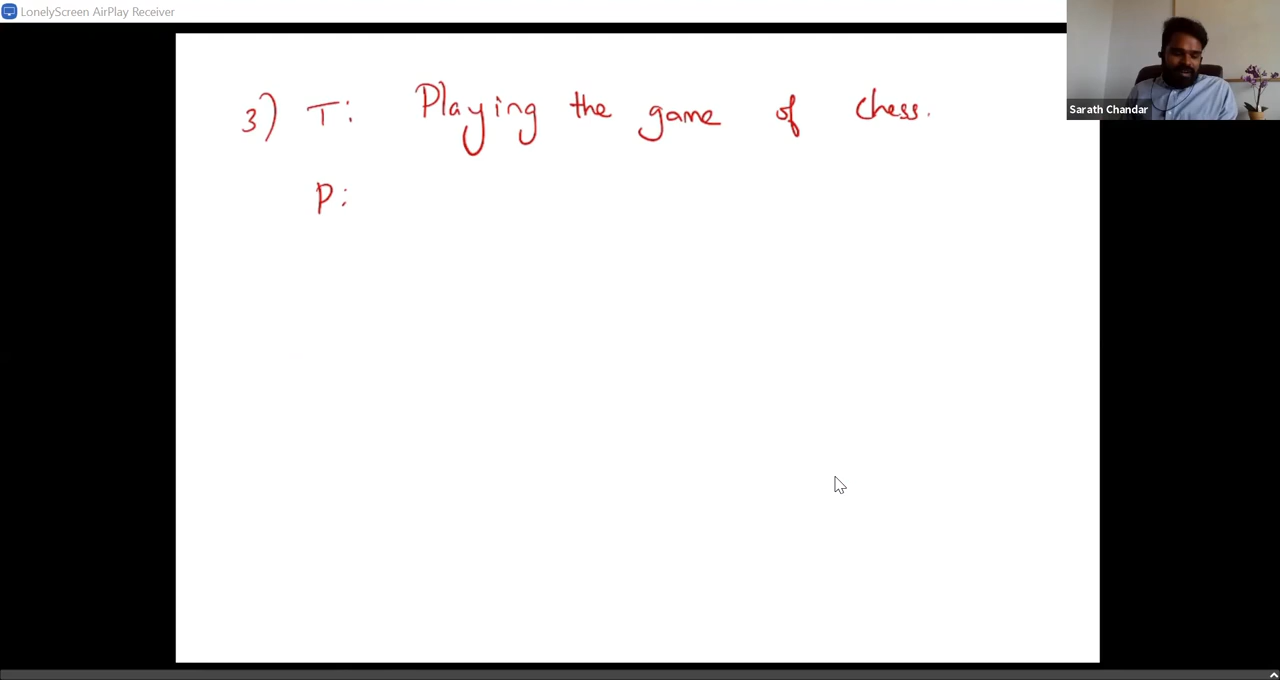 LonelyScreen AirPlay Receiver
Sarath Chandar
3) T: Playing the game of chess.
P: